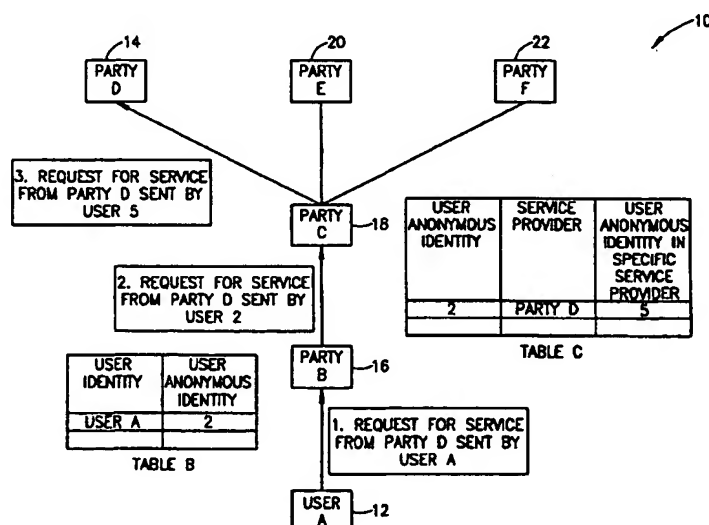 10
14
20
22
PARTY
D
PARTY
E
PARTY
F
3. REQUEST FOR SERVICE
FROM PARTY D SENT BY
USER 5
PARTY
C
18
USER
ANONYMOUS
IDENTITY
SERVICE
PROVIDER
USER
ANONYMOUS
IDENTITY IN
SPECIFIC
SERVICE
PROVIDER
2
PARTY D
5
TABLE C
2. REQUEST FOR SERVICE
FROM PARTY D SENT BY
USER 2
PARTY
B
16
USER
IDENTITY
USER
ANONYMOUS
IDENTITY
USER A
2
TABLE B
1. REQUEST FOR SERVICE
FROM PARTY D SENT BY
USER A
USER
A
12